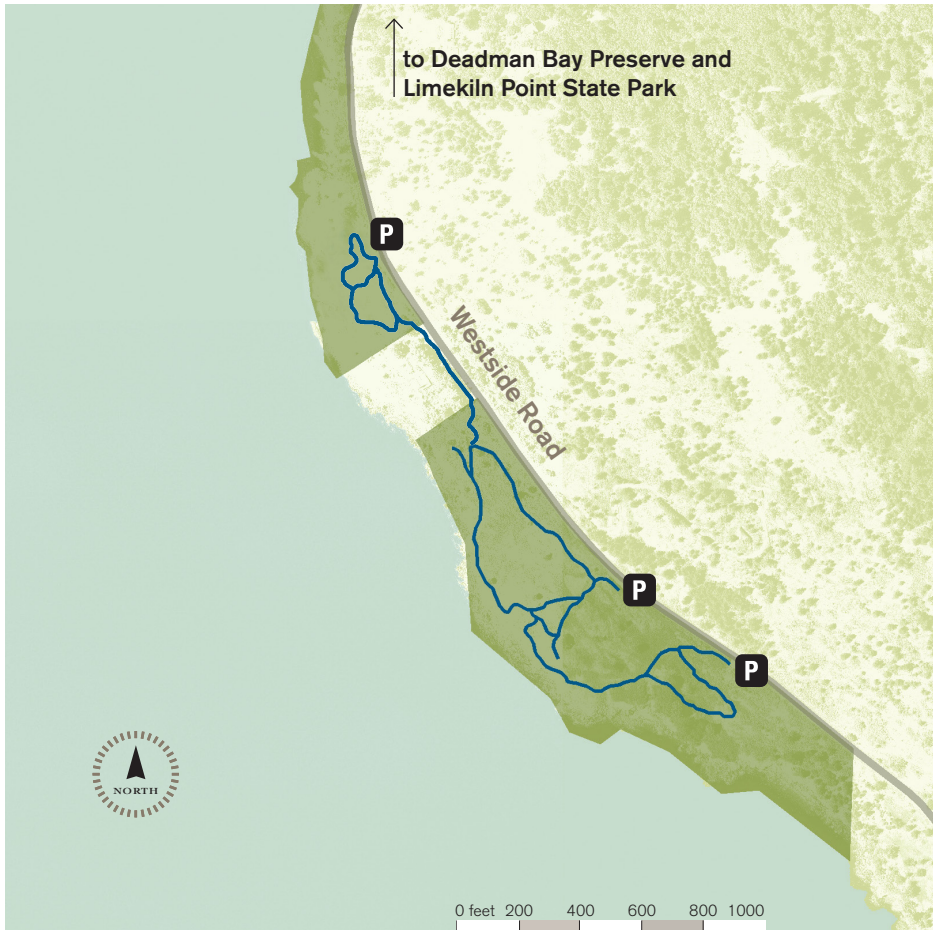 to Deadman Bay Preserve and
Limekiln Point State Park
P
Westside Road
P
P
NORTH
0 feet 200 400 600 800 1000